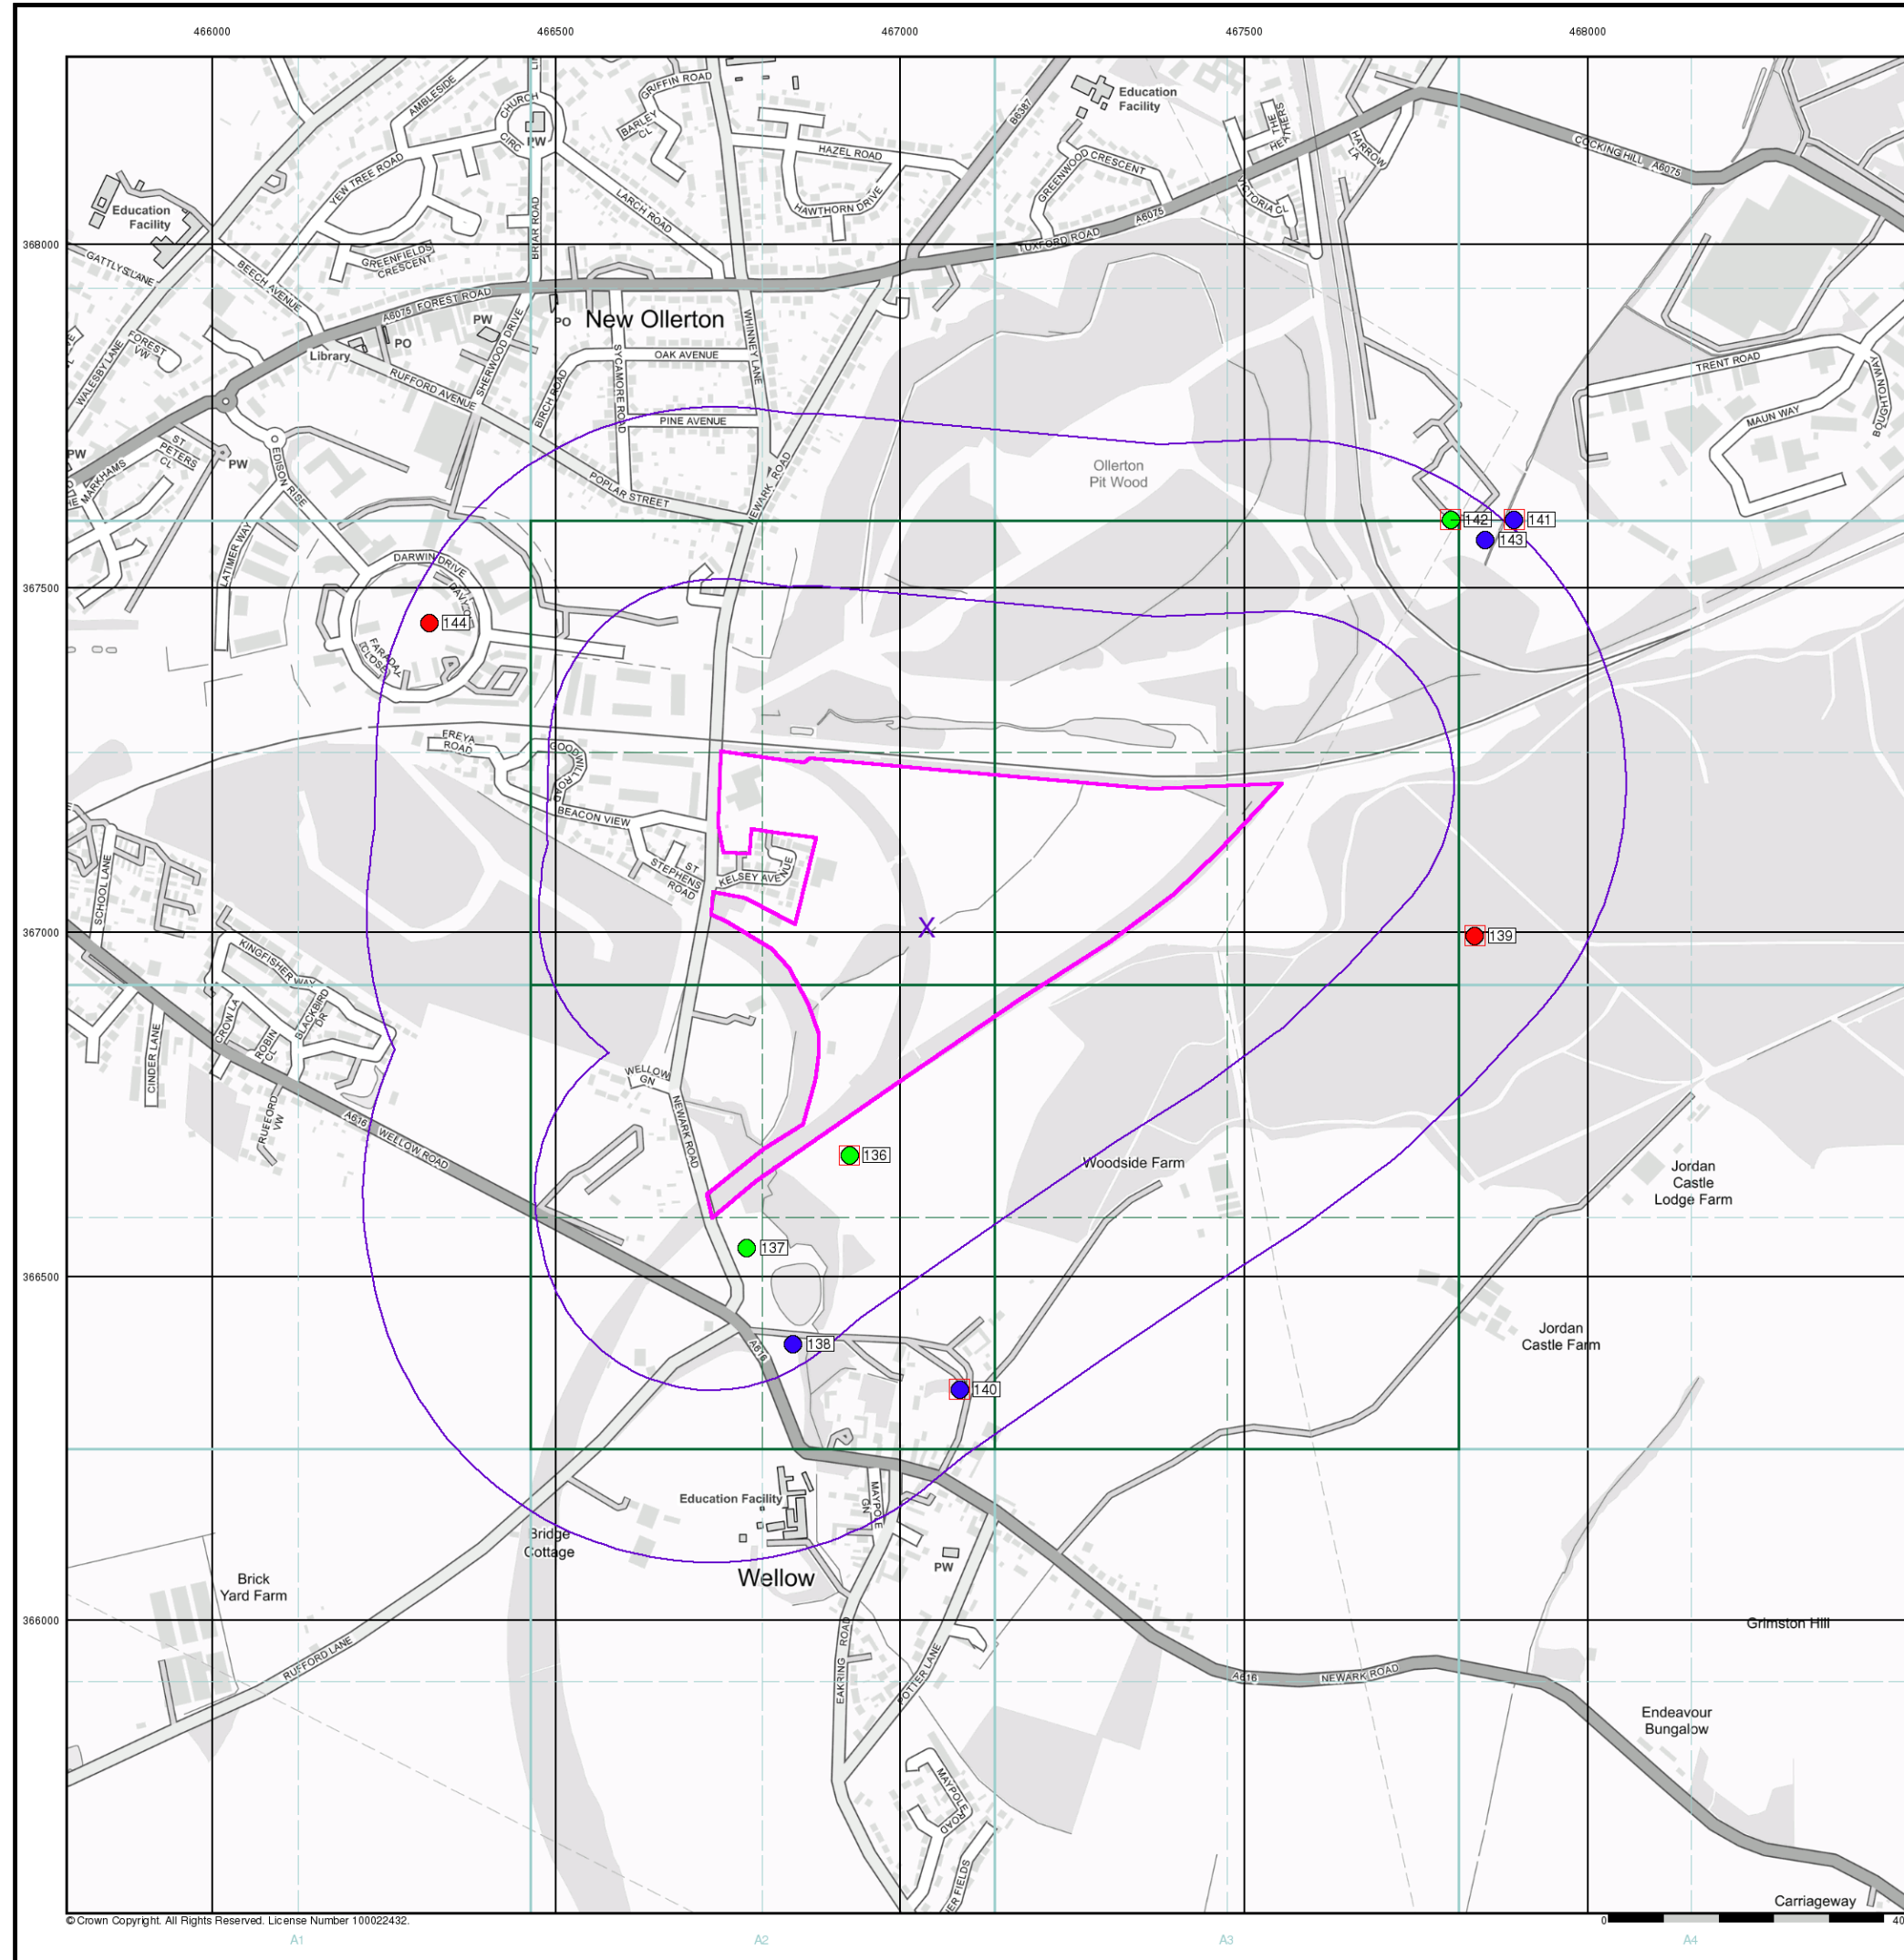 466000
466500
467000
467500
468000
AMBLESIDE
CHURCH
CIRC
PW
GRIFFIN ROAD
BARLEY
CL
B6387
Education
Facility
THE
HEATHERS
HARROW
LA
COCKING HILL A6075
YEW TREE ROAD
HAZEL ROAD
GREENWOOD CRESCENT
LARCH ROAD
HAWTHORN DRIVE
VICTORIA CL
Education
Facility
BRIAR ROAD
A6075
TUXFORD ROAD
368000
GATTLYS LANE
BEECH AVENUE
GREENFIELDS
CRESCENT
A6075 FOREST ROAD
New Ollerton
PW
PO
PO
Library
FOREST
VW
WALESBY LANE
SHERWOOD DRIVE
WHINNEY LANE
OAK AVENUE
SYCAMORE ROAD
BIRCH ROAD
RUFFORD AVENUE
TRENT ROAD
MAUN WAY
BOUGHTON WAY
PINE AVENUE
ST
PETERS
CL
PW
PW
MARKHAMS
EDISON RISE
POPLAR STREET
NEWARK ROAD
Ollerton
Pit Wood
142
141
143
LATIMER WAY
DARWIN DRIVE
367500
144
FARADAY
CLOSE
FREYA
ROAD
GOODWILL
ROAD
BEACON VIEW
ST
STEPHENS
ROAD
KELSEY AVENUE
SCHOOL LANE
X
367000
139
KINGFISHER WAY
CROW LA
ROBIN
CL
BLACKBIRD
DR
CINDER LANE
WELLOW
GN
RUFFORD
VW
A616 WELLOW ROAD
NEWARK ROAD
136
Woodside Farm
Jordan
Castle
Lodge Farm
137
366500
138
A616
Jordan
Castle Farm
140
Education Facility
MAYPOLE
GN
Bridge
Cottage
PW
Wellow
Brick
Yard Farm
366000
Grimston Hill
RUFFORD LANE
EAKRING ROAD
POTTER LANE
A616
NEWARK ROAD
Endeavour
Bungalow
MAYPOLE
ROAD
Carriageway
© Crown Copyright. All Rights Reserved. License Number 100022432.
0
A1
A2
A3
A4